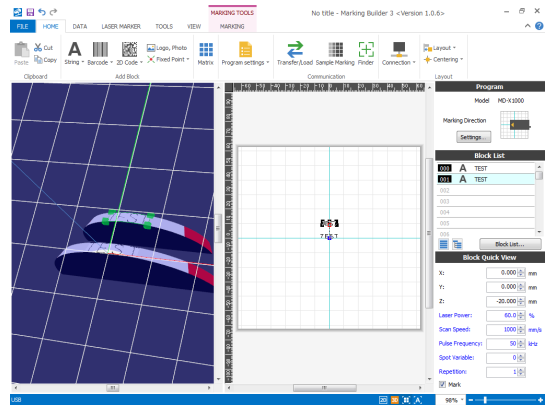 MARKING TOOLS
No title - Marking Builder 3 <Version 1.0.6>
FILE HOME DATA LASER MARKER TOOLS VIEW MARKING
Paste Cut Copy
Clipboard
String Barcode 2D Code Logo, Photo Fixed Point
Add Block
Matrix
Program settings
Transfer/Load Sample Marking Finder Connection
Communication
Layout
Centering
Layout
Program
Model MD-X1000
Marking Direction
Settings...
Block List
000 A TEST
001 A TEST
002
003
004
005
006
Block List...
Block Quick View
X: 0.000 mm
Y: 0.000 mm
Z: -20.000 mm
Laser Power: 60.0 %
Scan Speed: 1000 mm/s
Pulse Frequency: 50 kHz
Spot Variable: 0
Repetition: 1
Mark
TEST
USB
2D 3D
98%